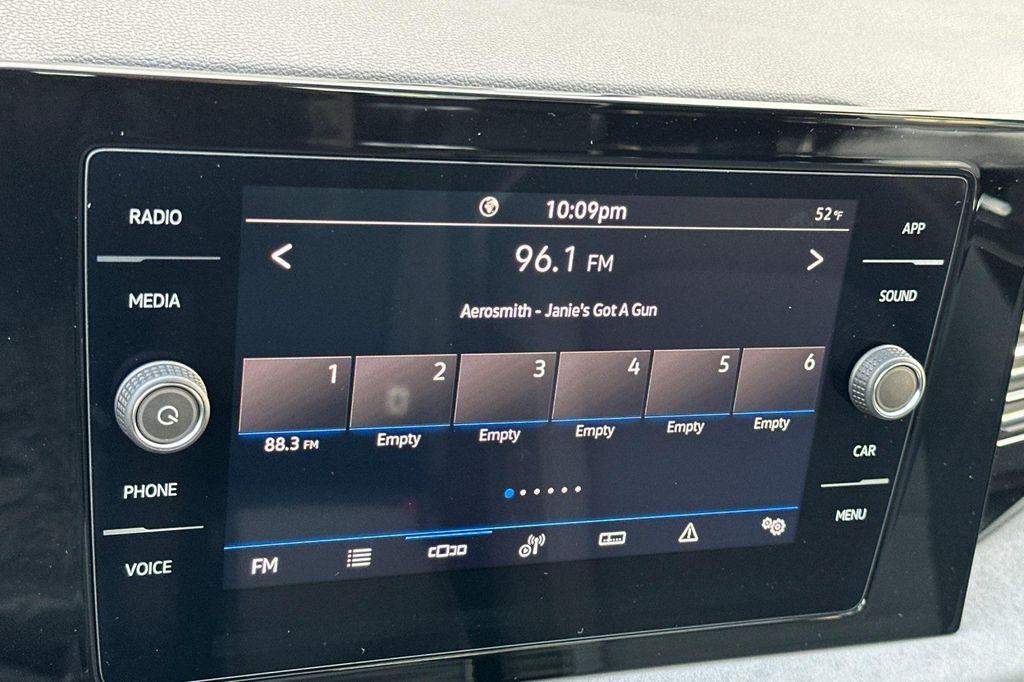 RADIO
MEDIA
PHONE
VOICE
10:09pm
52°F
< 96.1 FM >
Aerosmith - Janie's Got A Gun
1 2 3 4 5 6
88.3 FM Empty Empty Empty Empty Empty
FM
APP
SOUND
CAR
MENU